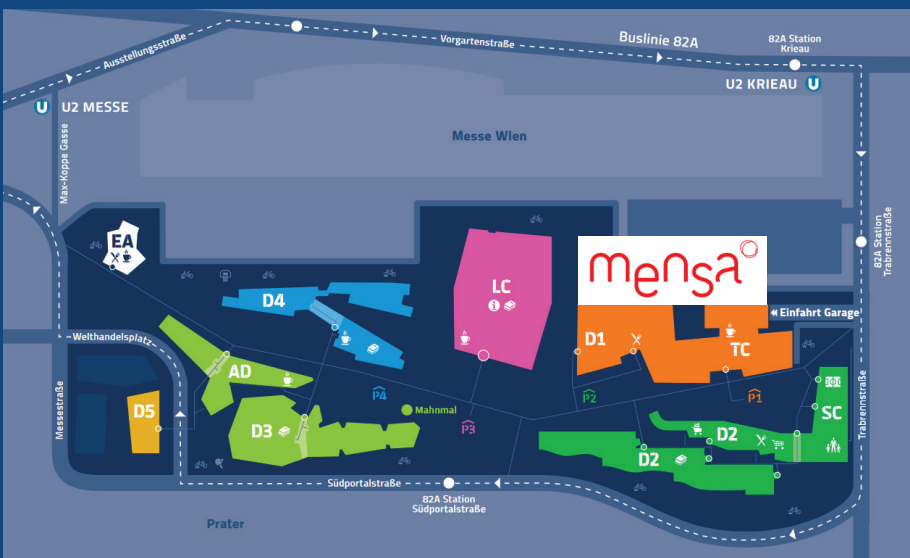 Ausstellungsstraße
Vorgartenstraße
Buslinie 82A
82A Station
Krieau
U U2 MESSE
U2 KRIEAU U
Max-Koppe Gasse
Messe Wien
82A Station
Trabrennstraße
EA
mensa
D4
LC
i
Einfahrt Garage
D1
TC
Welthandelsplatz
AD
P4
P2
P1
Messestraße
D5
Mahnmal
P3
SC
Trabrennstraße
D3
D2
D2
Südportalstraße
82A Station
Südportalstraße
Prater